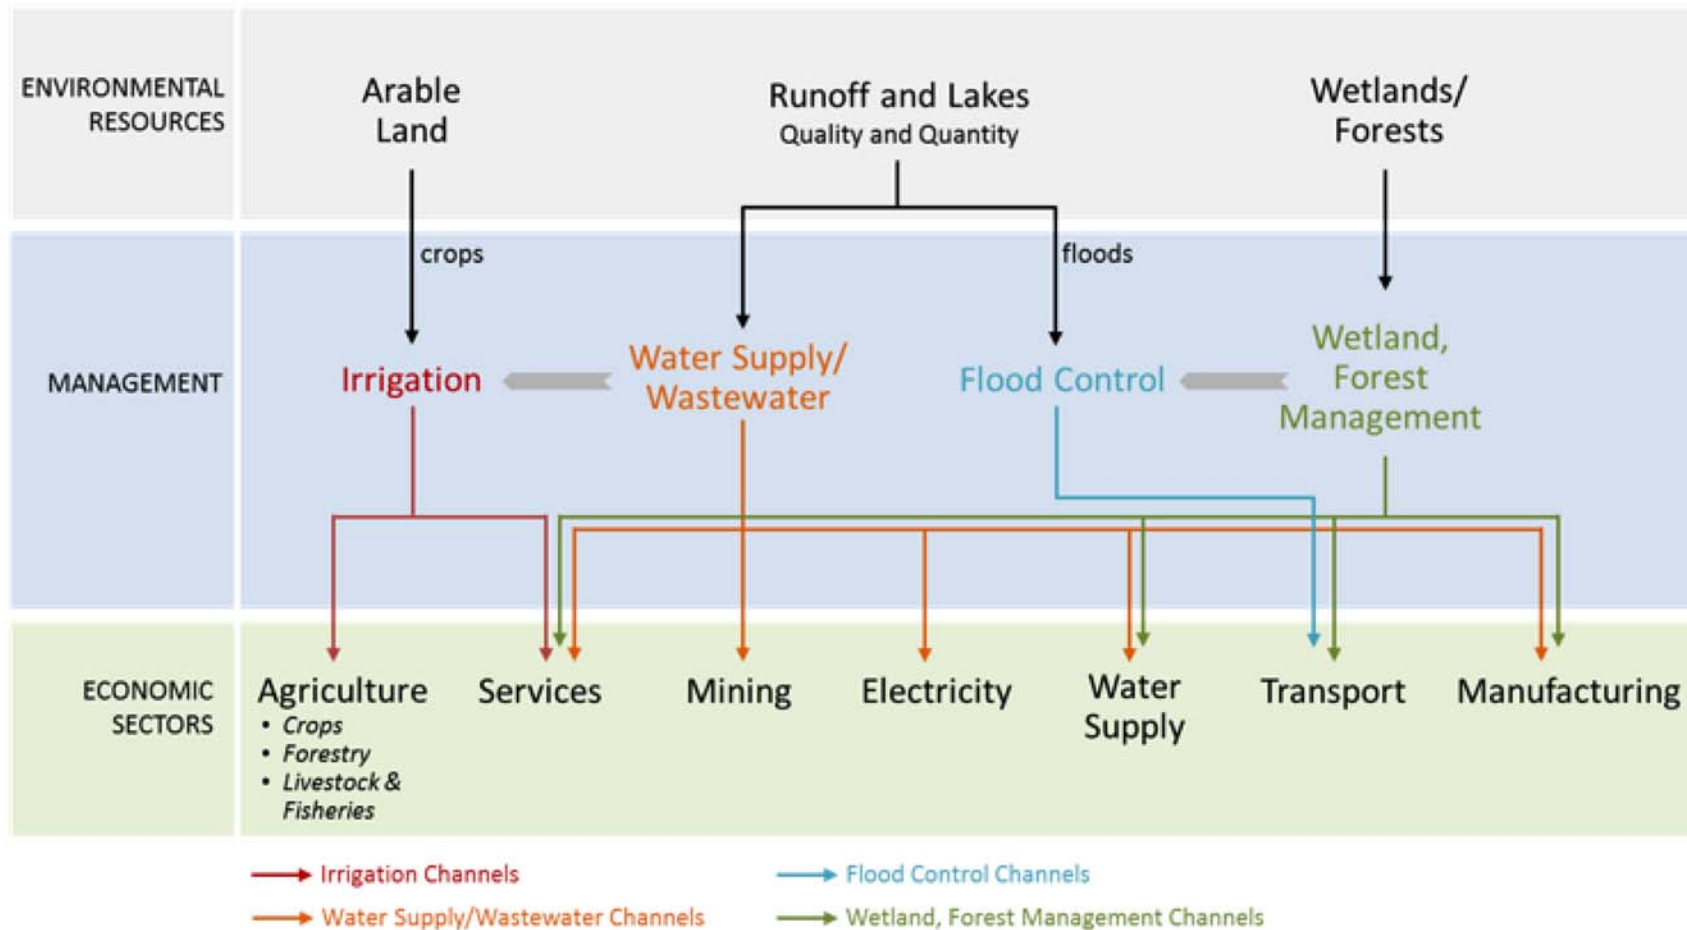 ENVIRONMENTAL
RESOURCES
Arable
Land
Runoff and Lakes
Quality and Quantity
Wetlands/
Forests
crops
floods
MANAGEMENT
Irrigation
Water Supply/
Wastewater
Flood Control
Wetland,
Forest
Management
ECONOMIC
SECTORS
Agriculture
• Crops
• Forestry
• Livestock &
Fisheries
Services
Mining
Electricity
Water
Supply
Transport
Manufacturing
Irrigation Channels
Flood Control Channels
Water Supply/Wastewater Channels
Wetland, Forest Management Channels